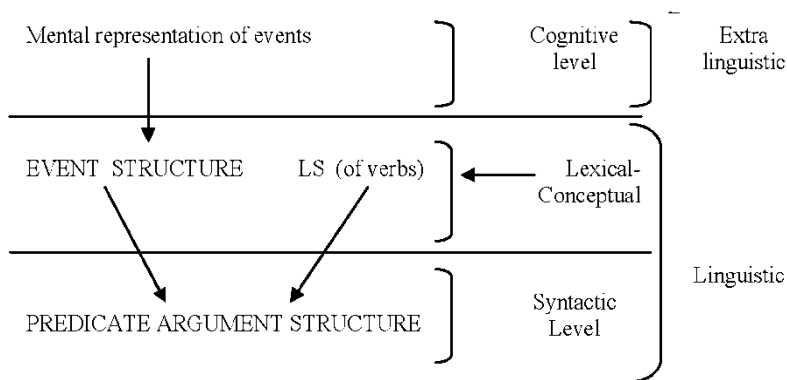 Mental representation of events
Cognitive
level
Extra
linguistic
EVENT STRUCTURE
LS (of verbs)
Lexical-
Conceptual
Linguistic
PREDICATE ARGUMENT STRUCTURE
Syntactic
Level